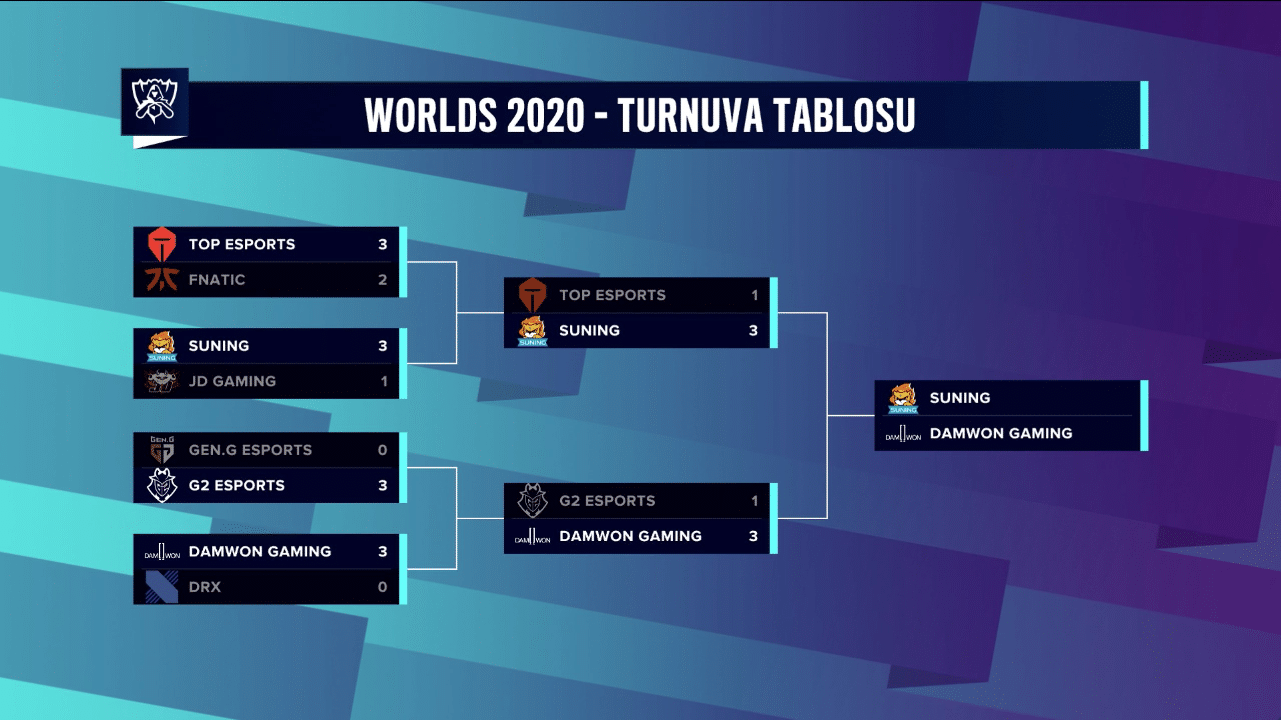 WORLDS 2020 - TURNUVA TABLOSU
TOP ESPORTS 3
FNATIC 2
SUNING
SUNING 3
JD GAMING 1
GEN.G
GEN.G ESPORTS 0
G2 ESPORTS 3
DAMWON
DAMWON GAMING 3
DRX 0
TOP ESPORTS 1
SUNING
SUNING 3
G2 ESPORTS 1
DAMWON
DAMWON GAMING 3
SUNING
SUNING
DAMWON
DAMWON GAMING